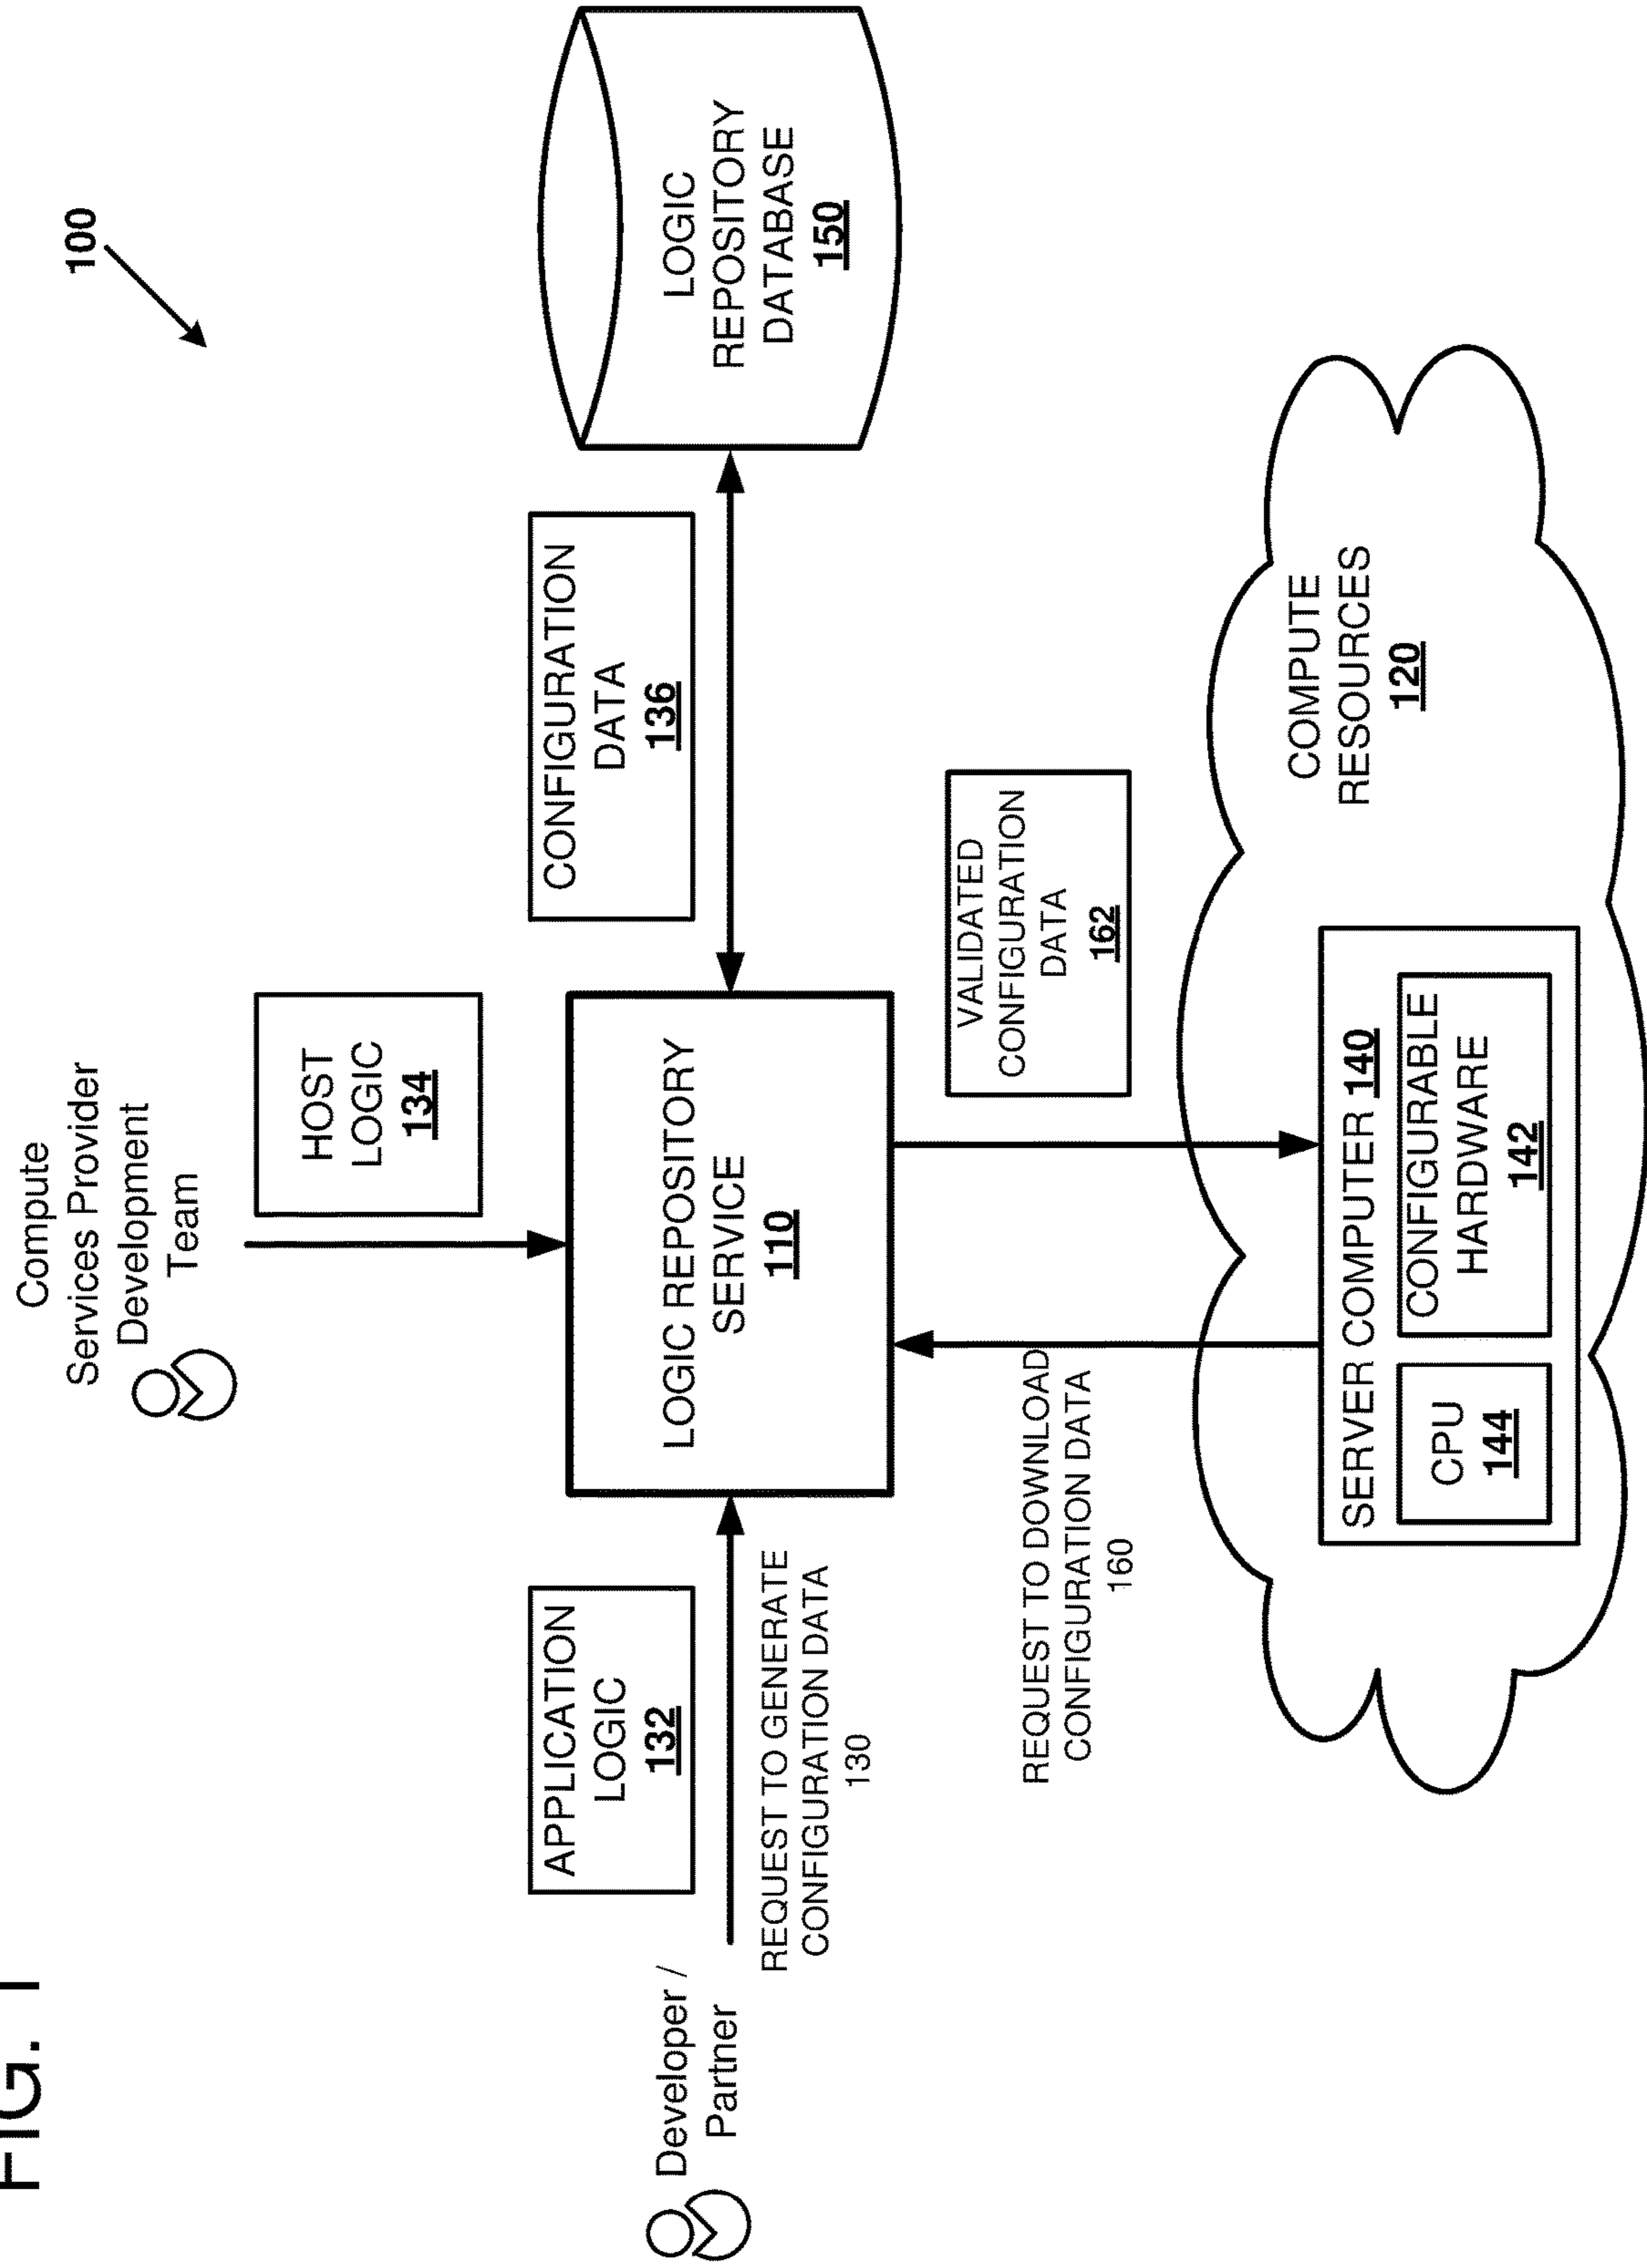 FIG. 1
100
Compute
Services Provider
Development
Team
HOST
LOGIC
134
APPLICATION
LOGIC
132
CONFIGURATION
DATA
136
Developer /
Partner
REQUEST TO GENERATE
CONFIGURATION DATA
130
LOGIC REPOSITORY
SERVICE
110
LOGIC
REPOSITORY
DATABASE
150
REQUEST TO DOWNLOAD
CONFIGURATION DATA
160
VALIDATED
CONFIGURATION
DATA
162
COMPUTE
RESOURCES
120
SERVER COMPUTER 140
CPU
144
CONFIGURABLE
HARDWARE
142